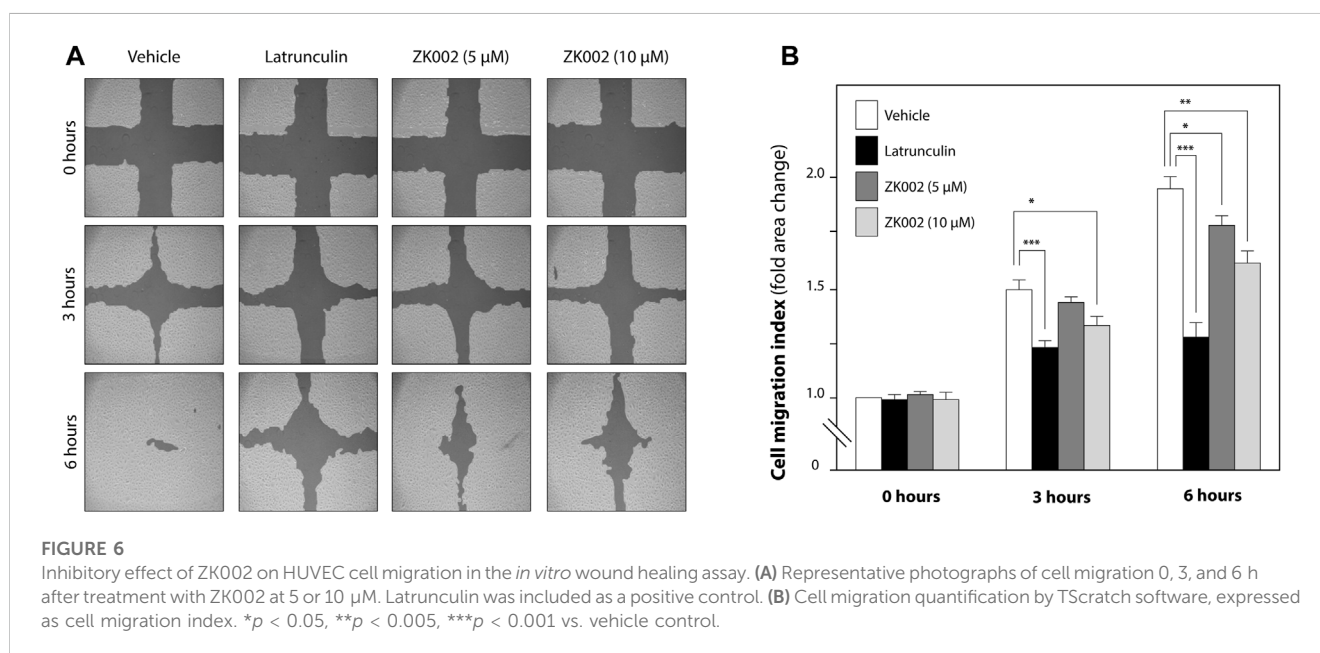 A
Vehicle
Latrunculin
ZK002 (5 µM)
ZK002 (10 µM)
0 hours
3 hours
6 hours
B
Cell migration index (fold area change)
2.0
1.5
1.0
0
Vehicle
Latrunculin
ZK002 (5 µM)
ZK002 (10 µM)
*
***
**
*
***
0 hours
3 hours
6 hours
FIGURE 6
Inhibitory effect of ZK002 on HUVEC cell migration in the in vitro wound healing assay. (A) Representative photographs of cell migration 0, 3, and 6 h
after treatment with ZK002 at 5 or 10 µM. Latrunculin was included as a positive control. (B) Cell migration quantification by TScratch software, expressed
as cell migration index. *p < 0.05, **p < 0.005, ***p < 0.001 vs. vehicle control.